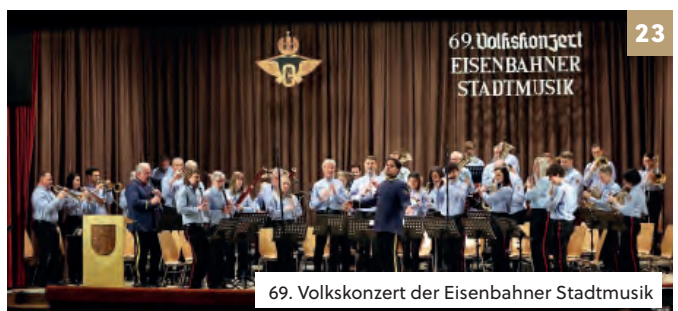 23
69. Volkskonzert
EISENBAHNER
STADTMUSIK
69. Volkskonzert der Eisenbahner Stadtmusik